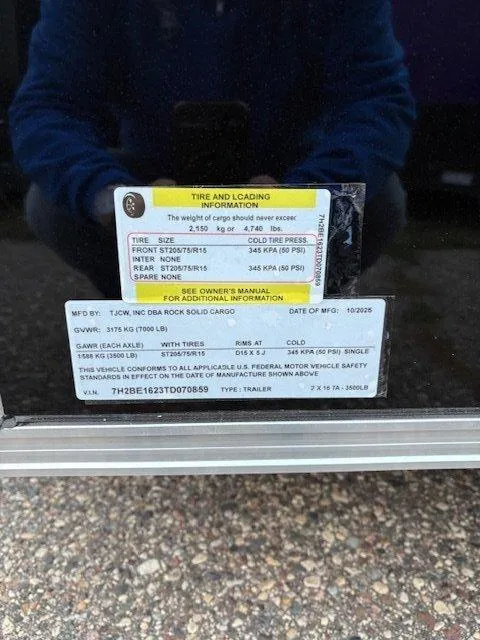 TIRE AND LOADING
INFORMATION
The weight of cargo should never exceed
2,150 kg or 4,740 lbs.
TIRE SIZE COLD TIRE PRESS.
FRONT ST205/75/R15 345 KPA (50 PSI)
INTER NONE
REAR ST205/75/R15 345 KPA (50 PSI)
SPARE NONE
SEE OWNER'S MANUAL
FOR ADDITIONAL INFORMATION
7H2BE1623TD070859
MFD BY: TJCW, INC DBA ROCK SOLID CARGO DATE OF MFG: 10/2025
GVWR: 3175 KG (7000 LB)
GAWR (EACH AXLE) WITH TIRES RIMS AT COLD
1588 KG (3500 LB) ST205/75/R15 D15 X 5 J 345 KPA (50 PSI) SINGLE
THIS VEHICLE CONFORMS TO ALL APPLICABLE U.S. FEDERAL MOTOR VEHICLE SAFETY
STANDARDS IN EFFECT ON THE DATE OF MANUFACTURE SHOWN ABOVE
V.I.N. 7H2BE1623TD070859 TYPE: TRAILER 7 X 16 TA - 3500LB